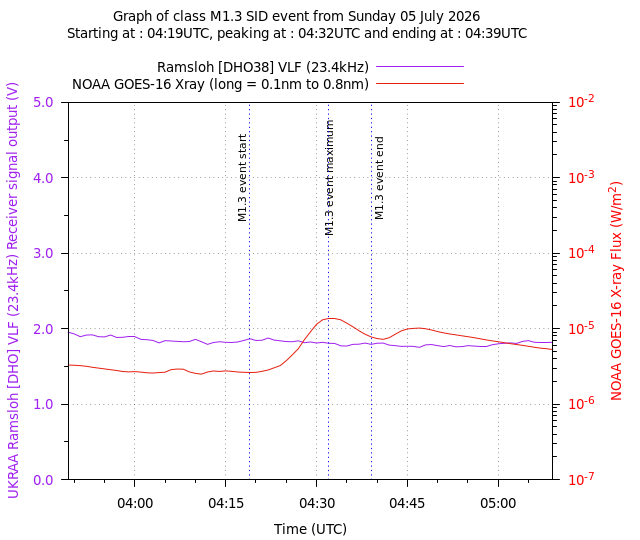 Graph of class M1.3 SID event from Sunday 05 July 2026
Starting at : 04:19UTC, peaking at : 04:32UTC and ending at : 04:39UTC
Ramsloh [DHO38] VLF (23.4kHz)
NOAA GOES-16 Xray (long = 0.1nm to 0.8nm)
UKRAA Ramsloh [DHO] VLF (23.4kHz) Receiver signal output (V)
5.0
4.0
3.0
2.0
1.0
0.0
M1.3 event start
M1.3 event maximum
M1.3 event end
10-2
10-3
10-4
10-5
10-6
10-7
NOAA GOES-16 X-ray Flux (W/m2)
04:00 04:15 04:30 04:45 05:00
Time (UTC)